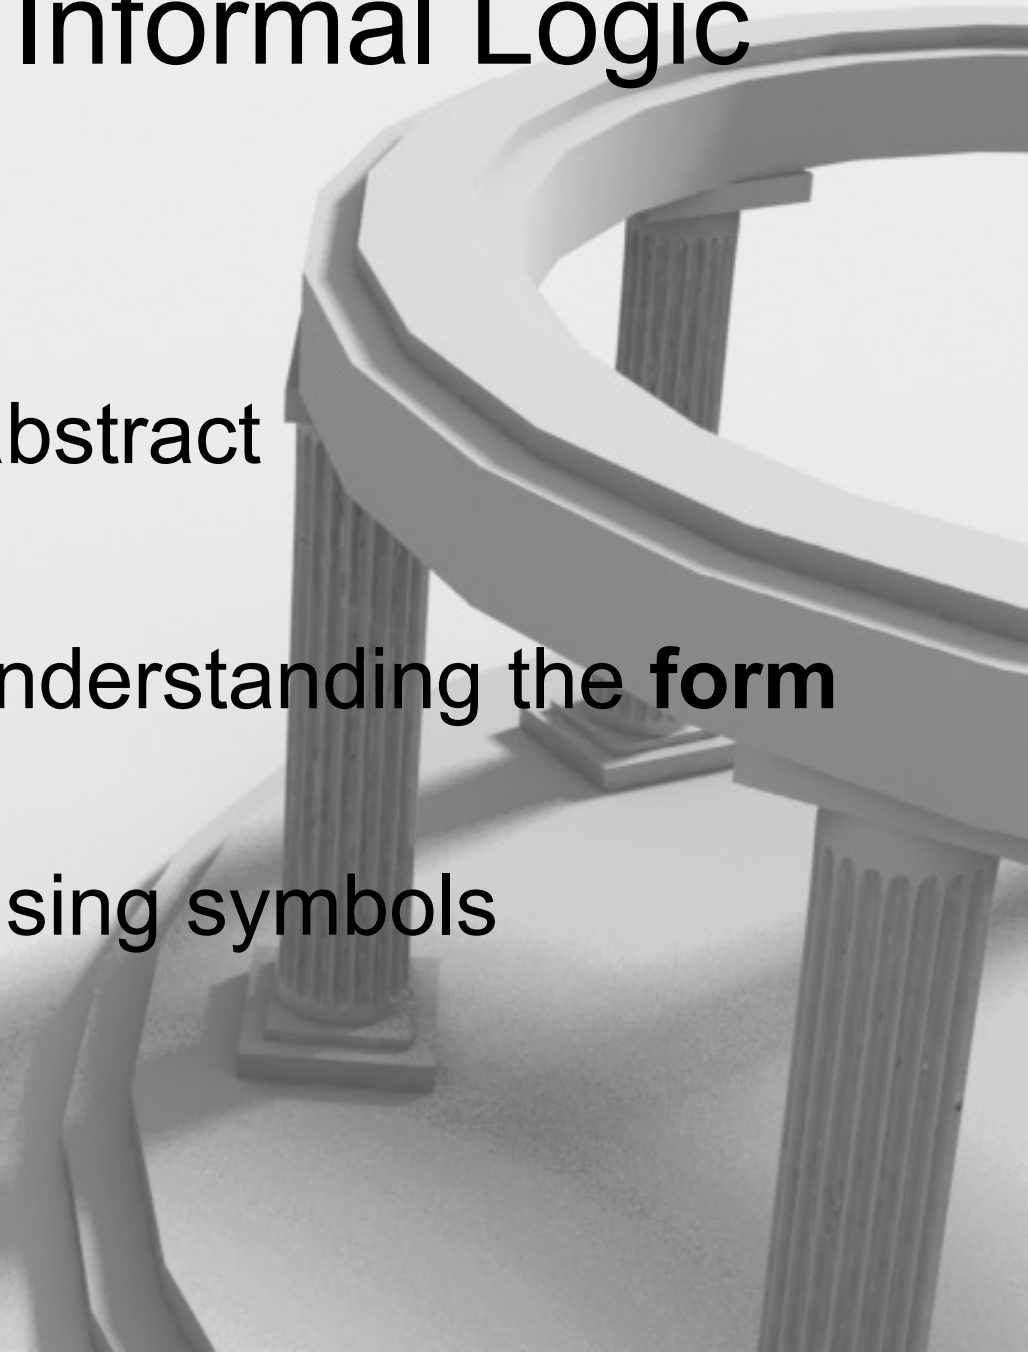 Informal Logic
bstract
nderstanding the form
sing symbols